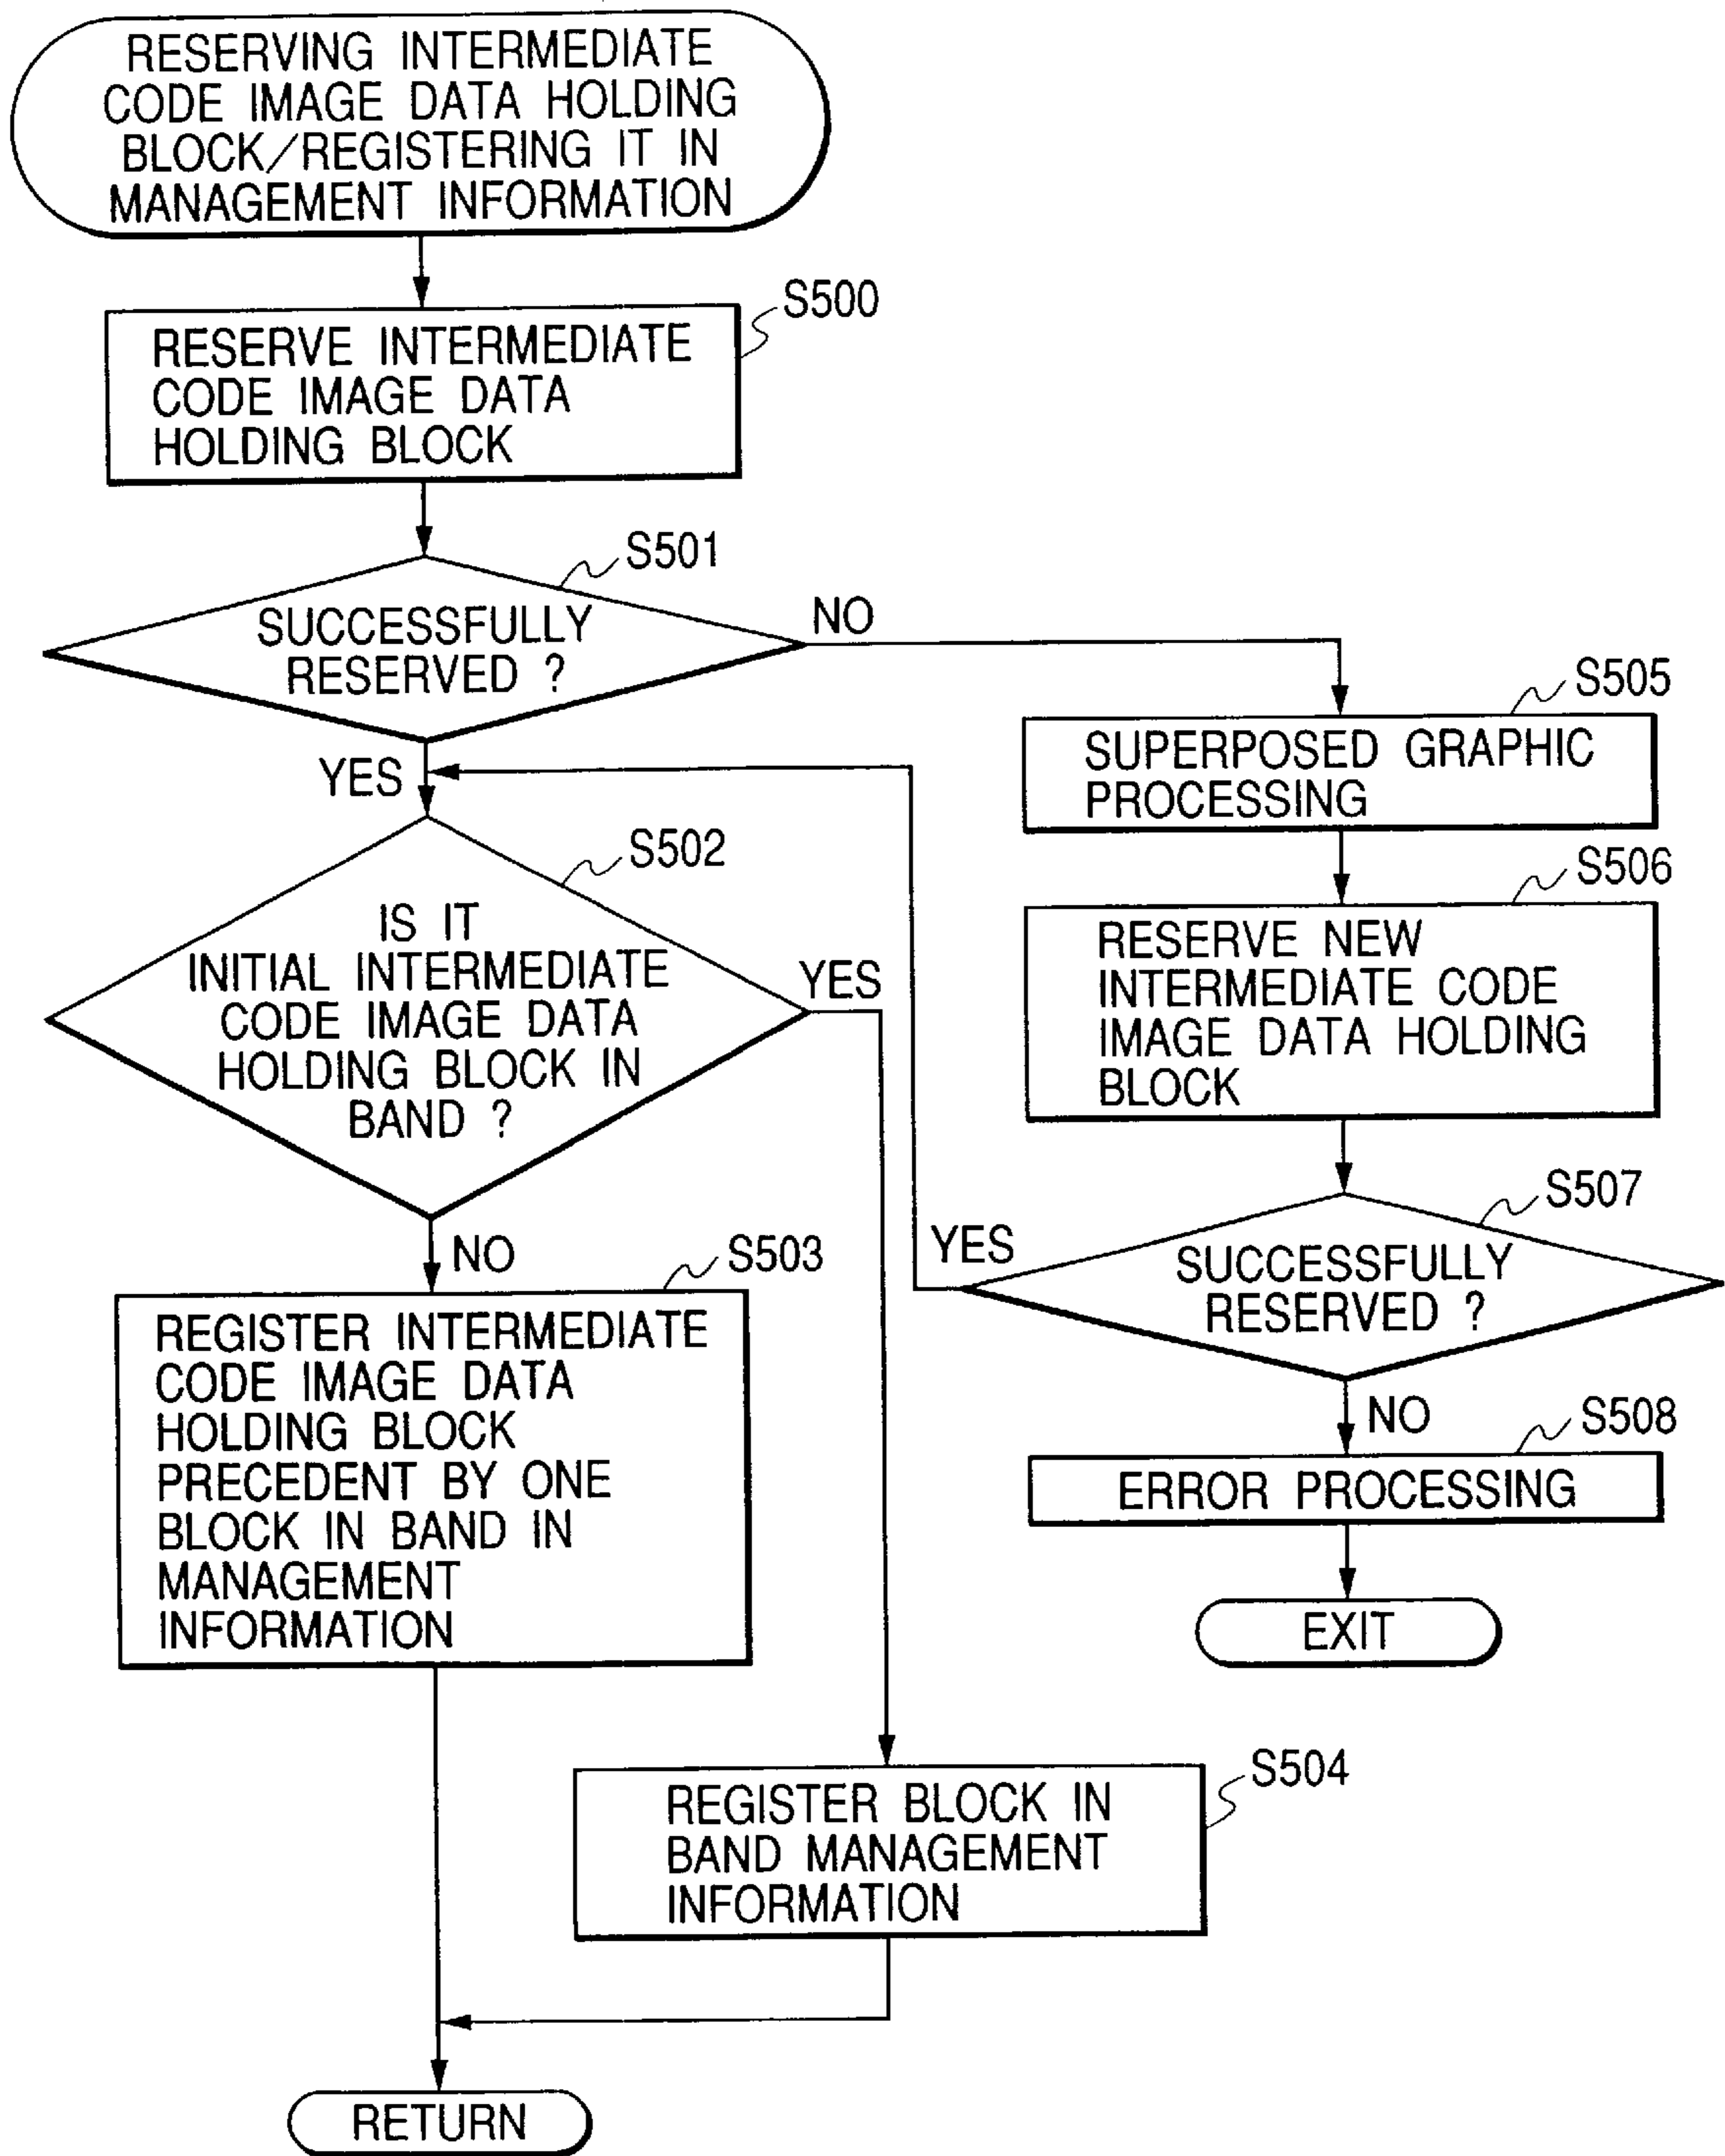 RESERVING INTERMEDIATE
CODE IMAGE DATA HOLDING
BLOCK/REGISTERING IT IN
MANAGEMENT INFORMATION
S500
RESERVE INTERMEDIATE
CODE IMAGE DATA
HOLDING BLOCK
S501
SUCCESSFULLY
RESERVED ?
NO
YES
S502
IS IT
INITIAL INTERMEDIATE
CODE IMAGE DATA
HOLDING BLOCK IN
BAND ?
YES
NO
S503
REGISTER INTERMEDIATE
CODE IMAGE DATA
HOLDING BLOCK
PRECEDENT BY ONE
BLOCK IN BAND IN
MANAGEMENT
INFORMATION
S504
REGISTER BLOCK IN
BAND MANAGEMENT
INFORMATION
RETURN
S505
SUPERPOSED GRAPHIC
PROCESSING
S506
RESERVE NEW
INTERMEDIATE CODE
IMAGE DATA HOLDING
BLOCK
S507
YES
SUCCESSFULLY
RESERVED ?
NO
S508
ERROR PROCESSING
EXIT